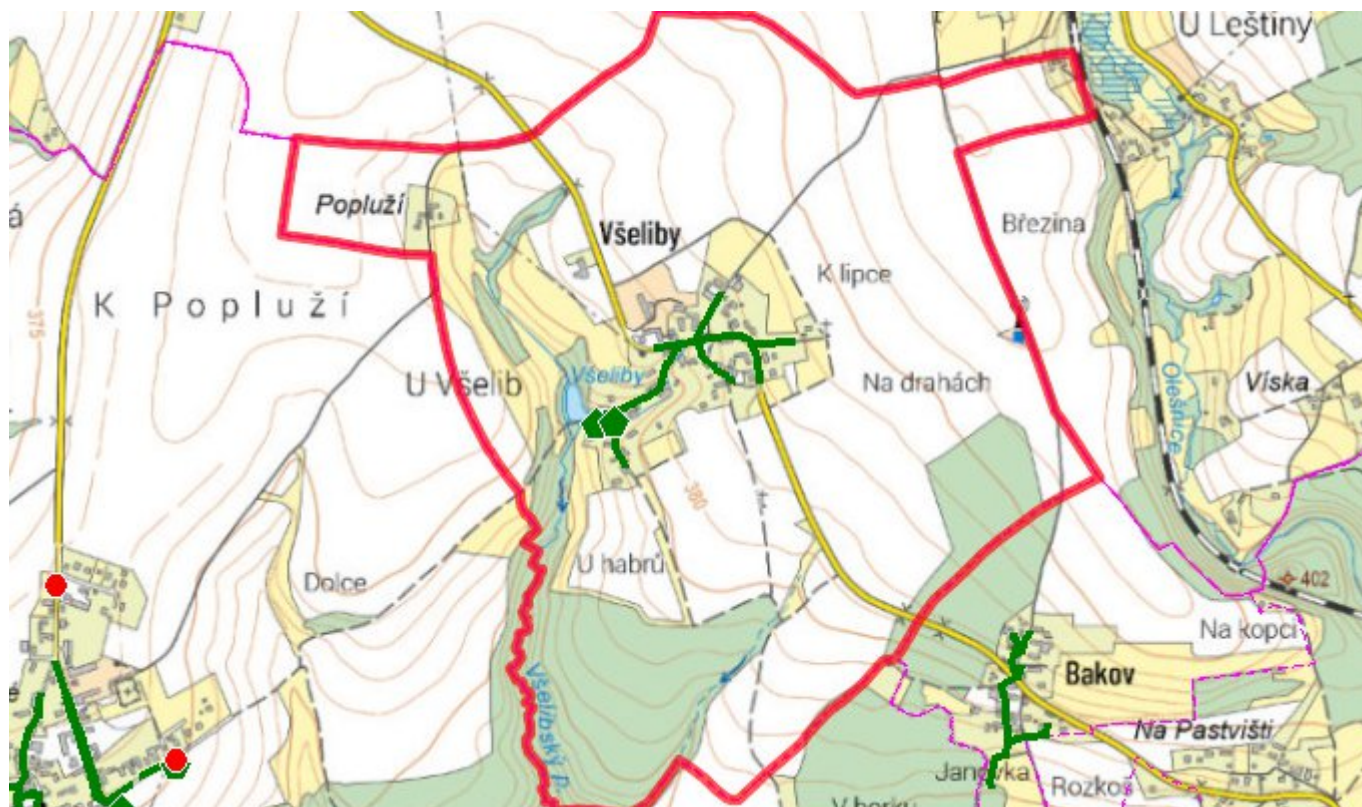 U Leštiny
Popluží
Všeliby
Březina
K lipce
K Popluží
375
U Všelib
Všeliby
Na drahách
Víska
Olešnice
380
U habrů
Dolce
402
Na kopci
Bakov
Všelibský p.
Na Pastvišti
Janovka
Rozkoš
V borku